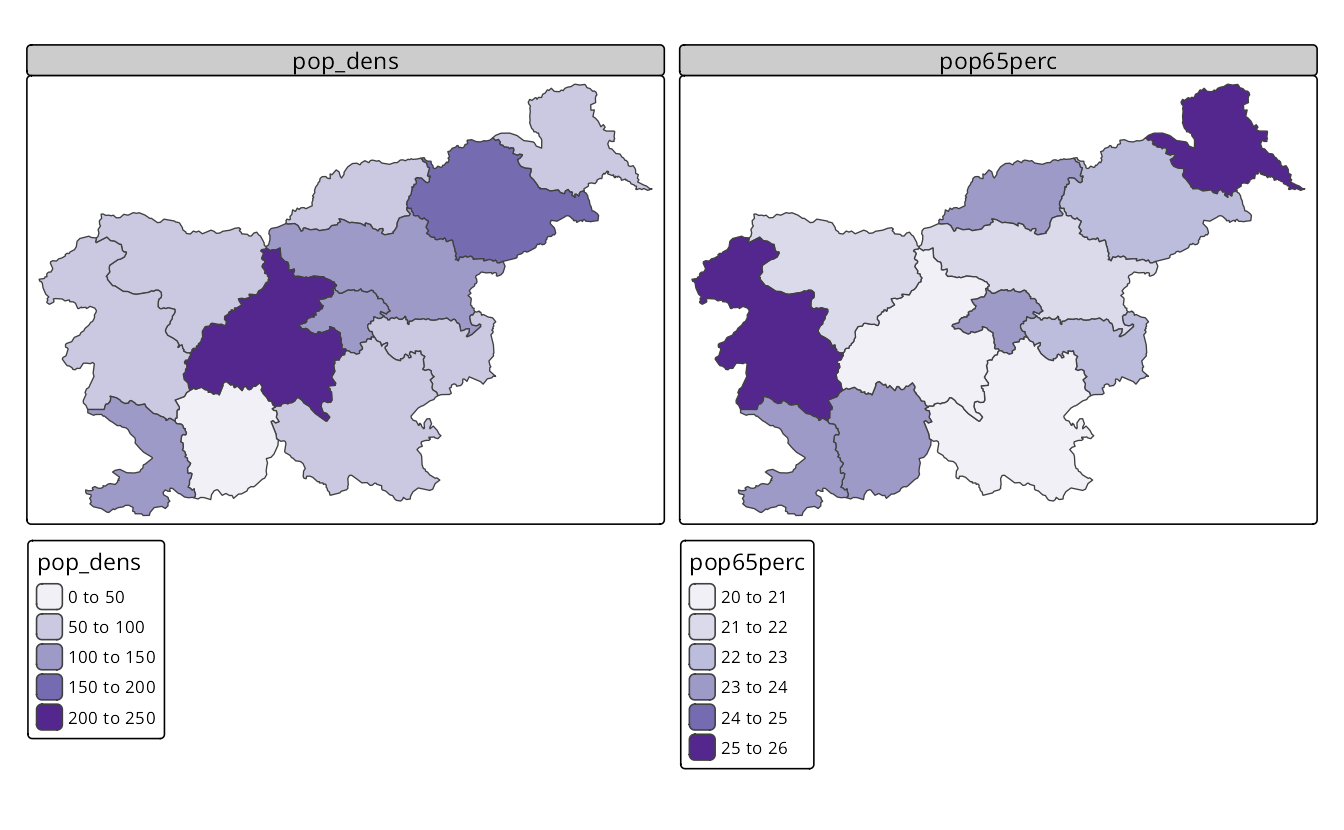 pop_dens
pop65perc
pop_dens
0 to 50
50 to 100
100 to 150
150 to 200
200 to 250
pop65perc
20 to 21
21 to 22
22 to 23
23 to 24
24 to 25
25 to 26